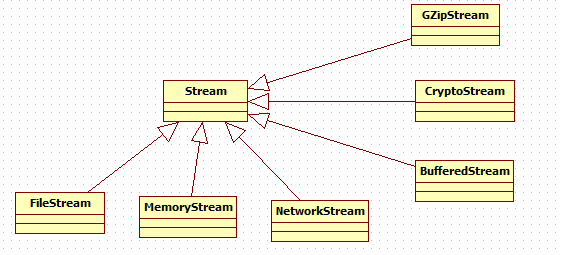 GZipStream
Stream
CryptoStream
BufferedStream
FileStream
MemoryStream
NetworkStream